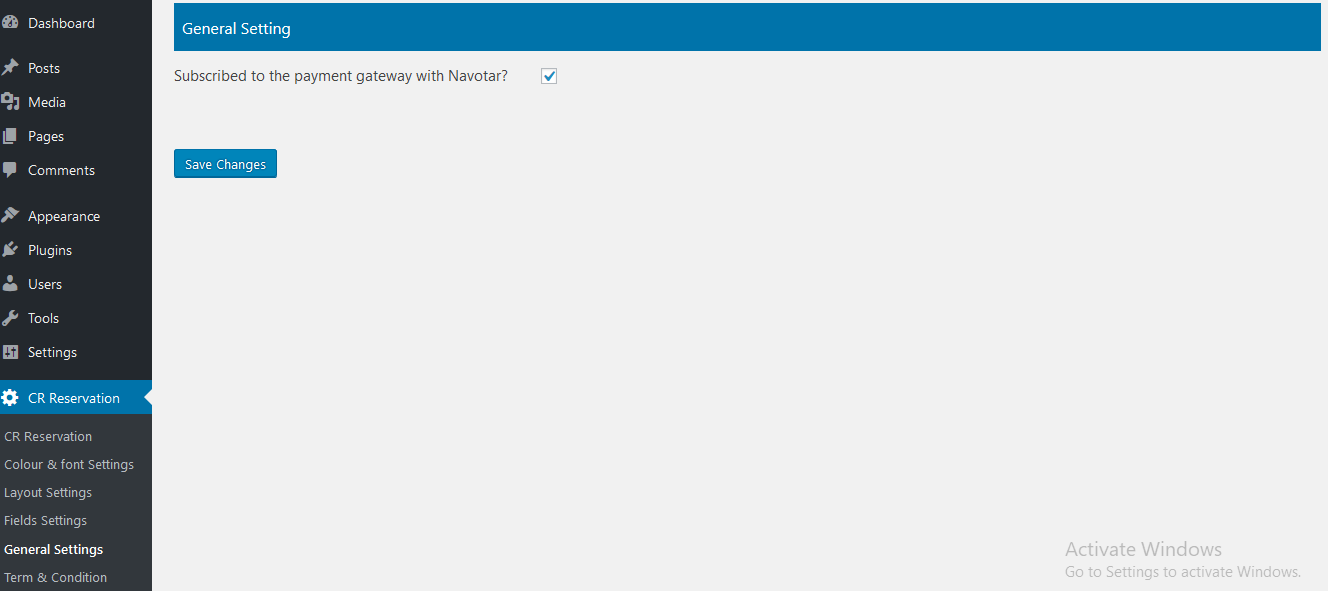 Dashboard
Posts
Media
Pages
Comments
Appearance
Plugins
Users
Tools
Settings
CR Reservation
CR Reservation
Colour & font Settings
Layout Settings
Fields Settings
General Settings
Term & Condition
General Setting
Subscribed to the payment gateway with Navotar?
Save Changes
Activate Windows
Go to Settings to activate Windows.